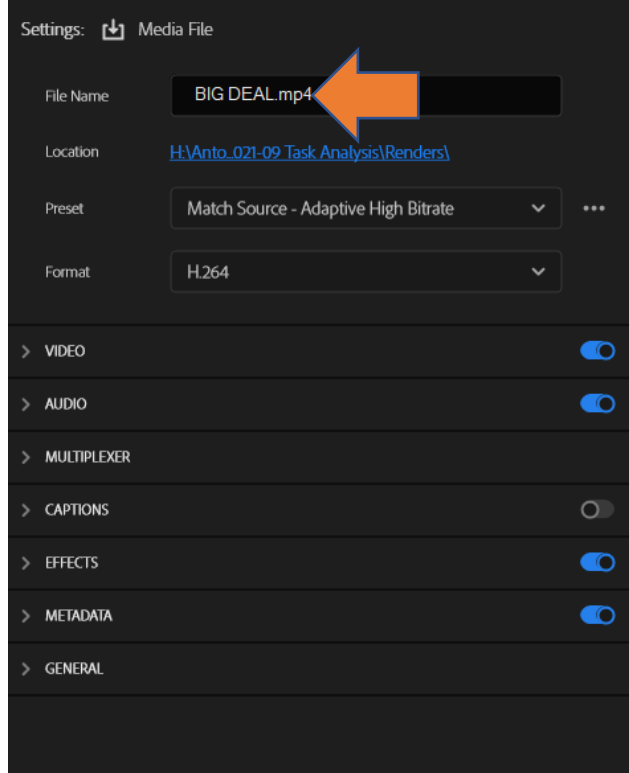 Settings: Media File
File Name BIG DEAL.mp4
Location H:\Anto..021-09 Task Analysis\Renders\
Preset Match Source - Adaptive High Bitrate
Format H.264
VIDEO
AUDIO
MULTIPLEXER
CAPTIONS
EFFECTS
METADATA
GENERAL